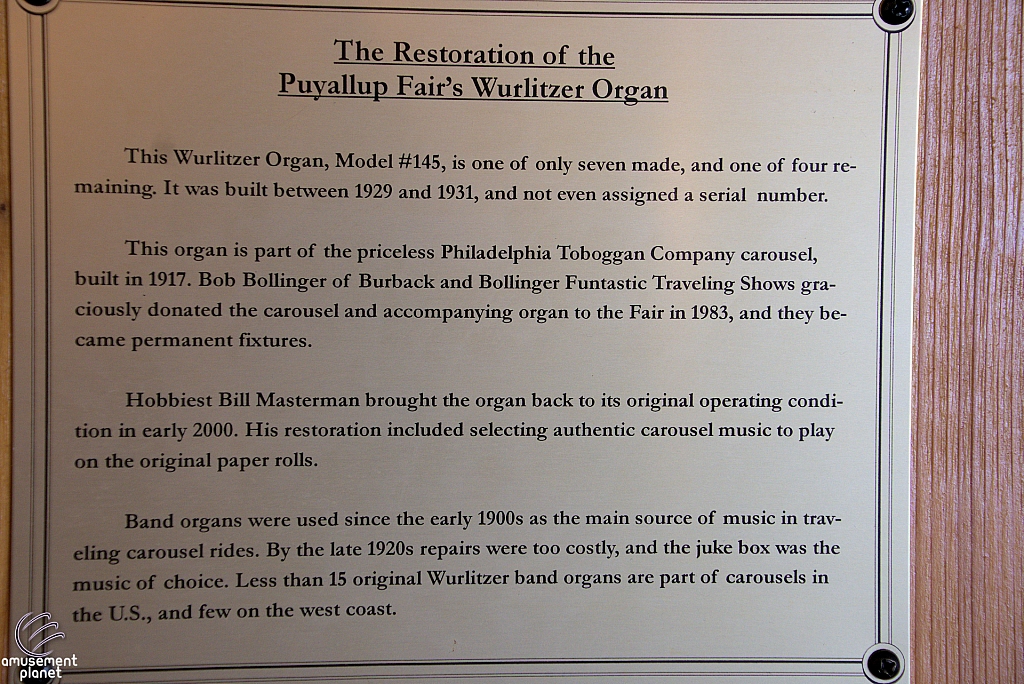 The Restoration of the
Puyallup Fair's Wurlitzer Organ
This Wurlitzer Organ, Model #145, is one of only seven made, and one of four re-
maining. It was built between 1929 and 1931, and not even assigned a serial number.
This organ is part of the priceless Philadelphia Toboggan Company carousel,
built in 1917. Bob Bollinger of Burback and Bollinger Funtastic Traveling Shows gra-
ciously donated the carousel and accompanying organ to the Fair in 1983, and they be-
came permanent fixtures.
Hobbiest Bill Masterman brought the organ back to its original operating condi-
tion in early 2000. His restoration included selecting authentic carousel music to play
on the original paper rolls.
Band organs were used since the early 1900s as the main source of music in trav-
eling carousel rides. By the late 1920s repairs were too costly, and the juke box was the
music of choice. Less than 15 original Wurlitzer band organs are part of carousels in
the U.S., and few on the west coast.
amusement
planet